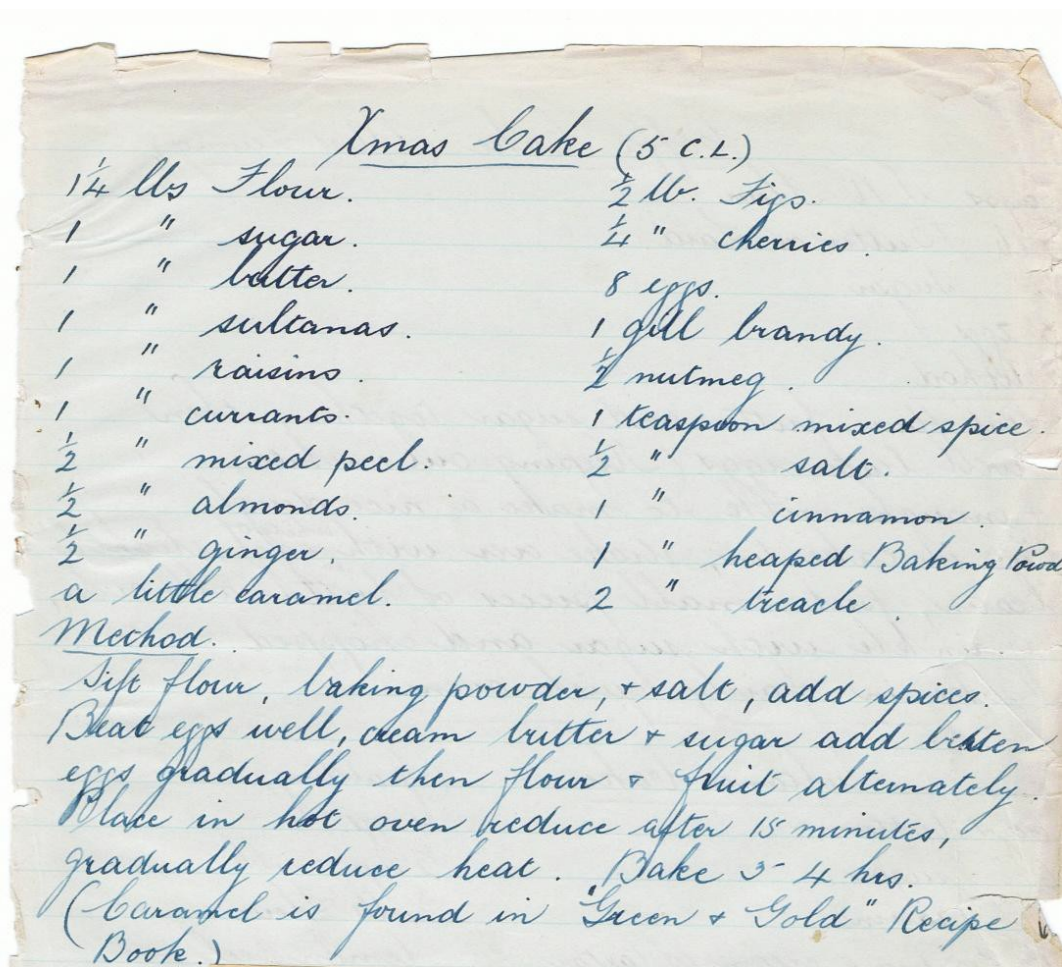 Xmas Cake (5 C.L.)
1¼ lbs Flour. ½ lb. Figs.
1 " sugar. ¼ " cherries.
1 " butter. 8 eggs.
1 " sultanas. 1 gill brandy.
1 " raisins. ½ nutmeg.
1 " currants. 1 teaspoon mixed spice.
½ " mixed peel. ½ " salt.
½ " almonds. 1 " cinnamon
½ " ginger. 1 " heaped Baking Powd
a little caramel. 2 " treacle
Method.
Sift flour, baking powder, + salt, add spices.
Beat eggs well, cream butter + sugar add beaten
eggs gradually then flour + fruit alternately.
Place in hot oven reduce after 15 minutes,
gradually reduce heat. Bake 3-4 hrs.
(Caramel is found in "Green + Gold" Recipe
Book.)